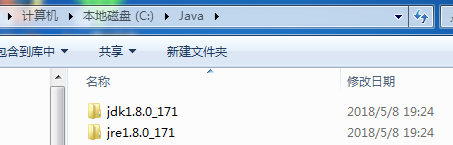 计算机 本地磁盘 (C:) Java
包含到库中 共享 新建文件夹
名称 修改日期
jdk1.8.0_171 2018/5/8 19:24
jre1.8.0_171 2018/5/8 19:24